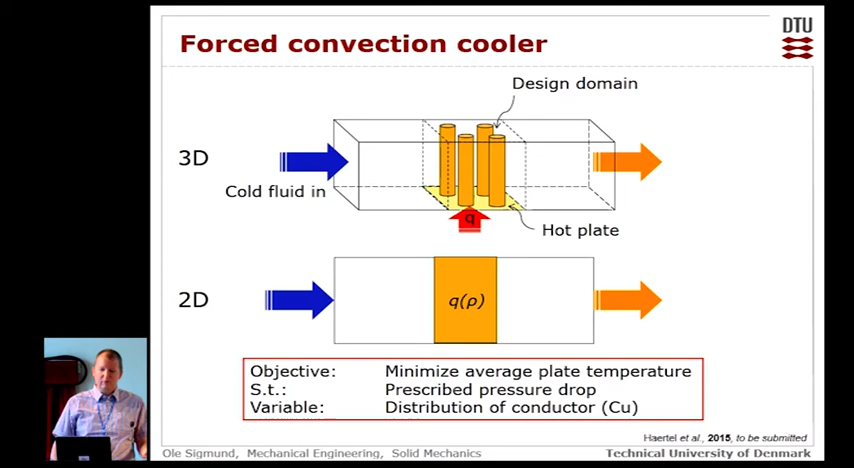 Forced convection cooler
DTU
Design domain
3D
Cold fluid in
q
Hot plate
2D
q(ρ)
Objective: Minimize average plate temperature
S.t.: Prescribed pressure drop
Variable: Distribution of conductor (Cu)
Haertel et al., 2015, to be submitted
Ole Sigmund, Mechanical Engineering, Solid Mechanics Technical University of Denmark